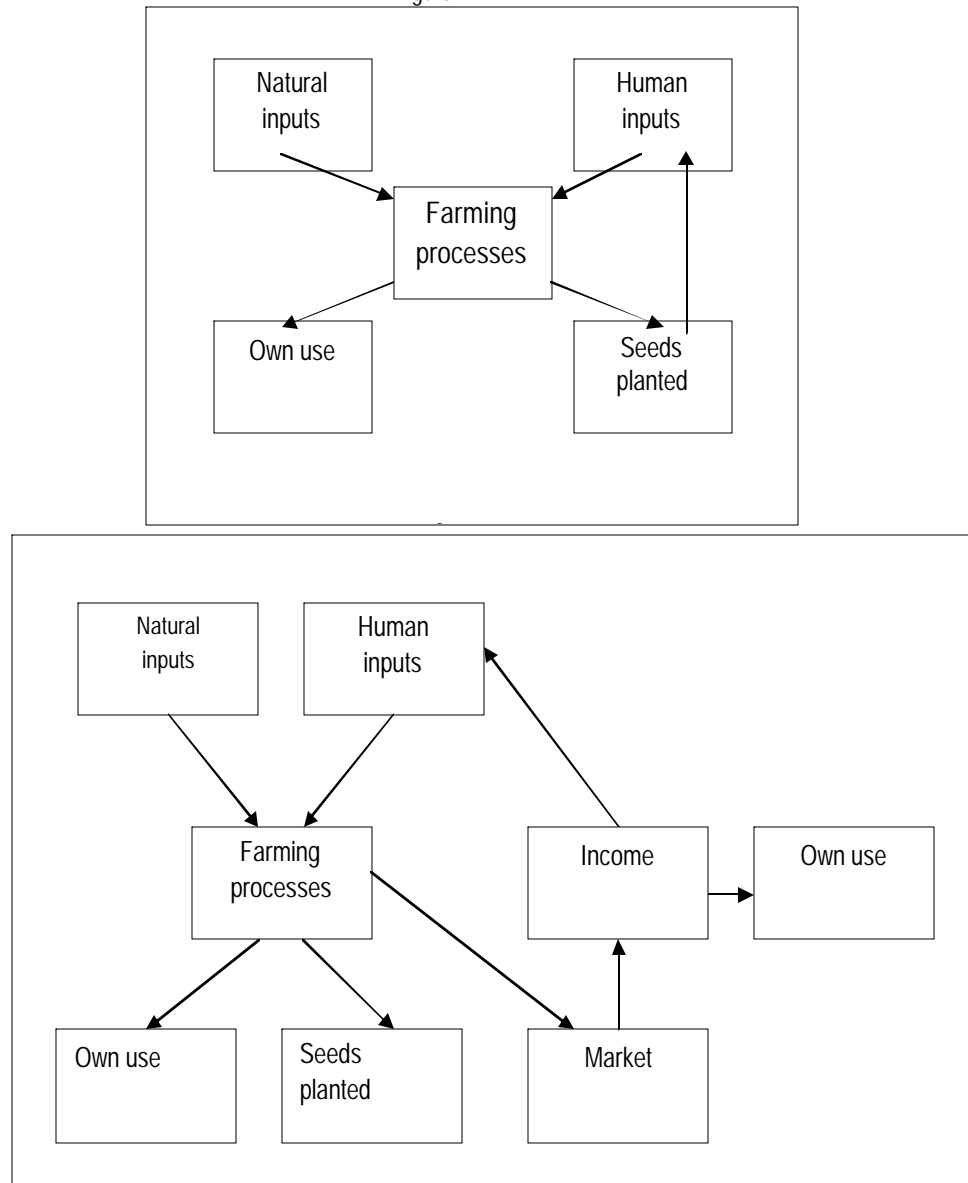 Natural
inputs
Human
inputs
Farming
processes
Own use
Seeds
planted
Natural
inputs
Human
inputs
Farming
processes
Income
Own use
Own use
Seeds
planted
Market